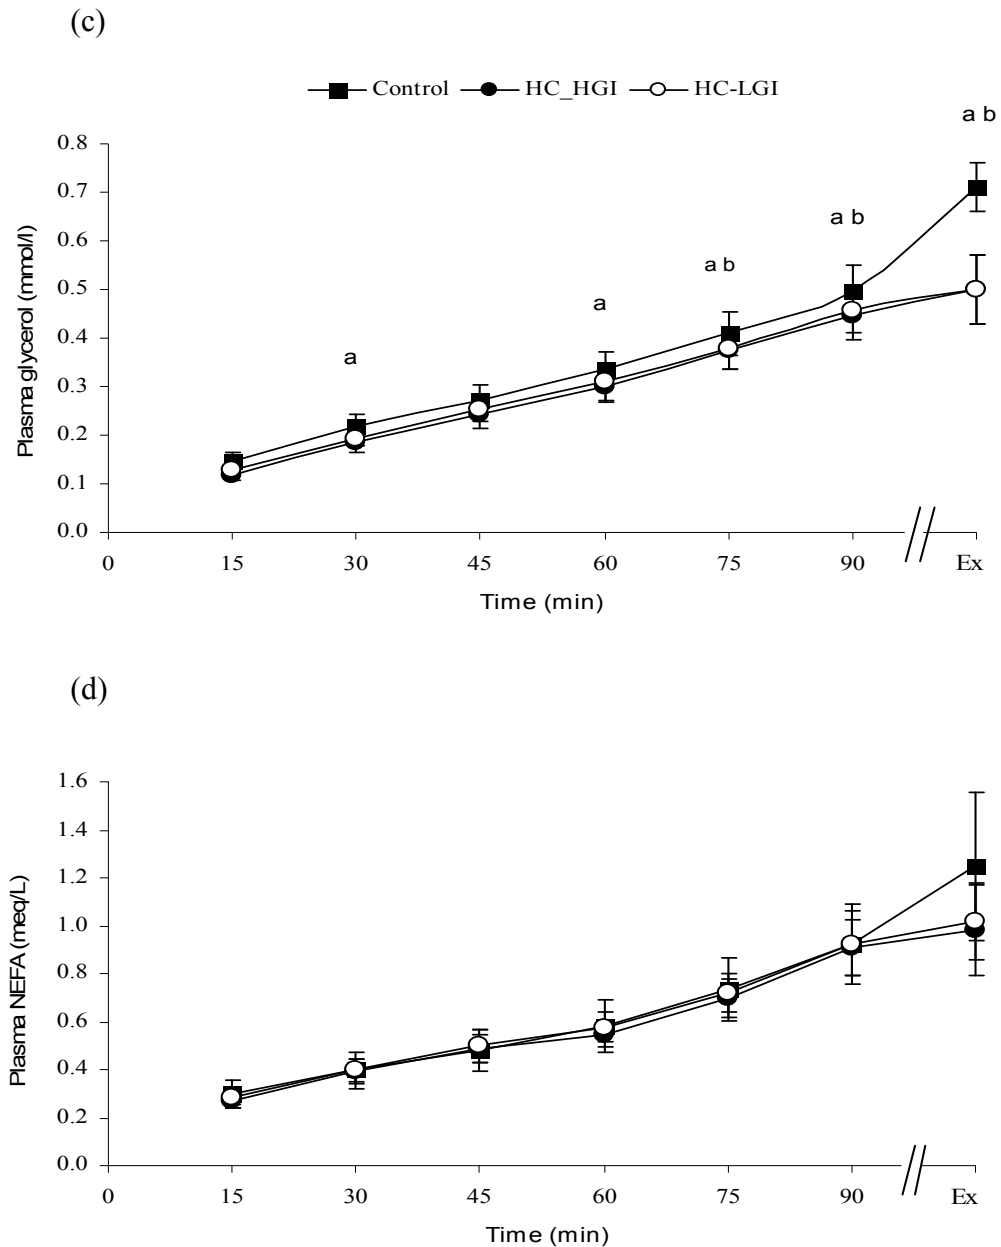 (c)
Control HC_HGI HC-LGI
a b
0.8
0.7
a b
0.6
a b
0.5
a
0.4
a
0.3
0.2
0.1
0.0
Plasma glycerol (mmol/l)
0 15 30 45 60 75 90 Ex
Time (min)
(d)
1.6
1.4
1.2
1.0
0.8
0.6
0.4
0.2
0.0
Plasma NEFA (meq/L)
0 15 30 45 60 75 90 Ex
Time (min)